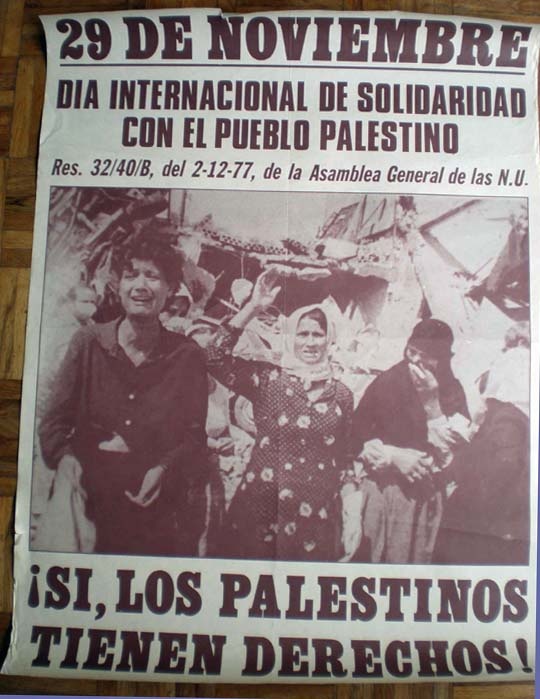 29 DE NOVIEMBRE
DIA INTERNACIONAL DE SOLIDARIDAD
CON EL PUEBLO PALESTINO
Res. 32/40/B, del 2-12-77, de la Asamblea General de las N.U.
¡SI, LOS PALESTINOS
TIENEN DERECHOS!